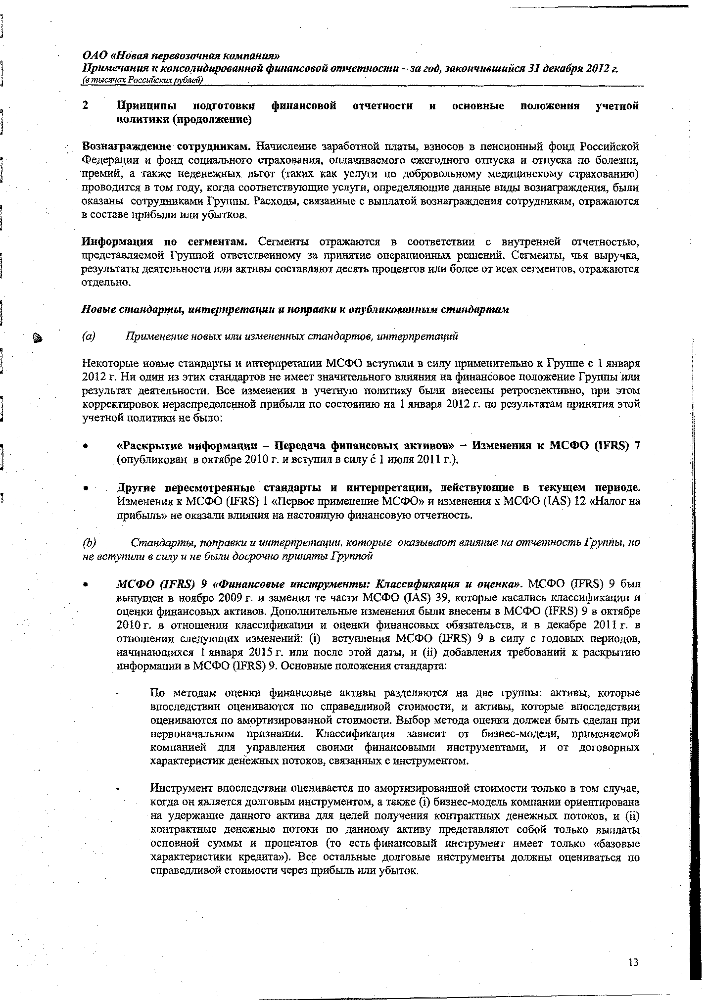 ОАО «Новая перевозочная компания»
Примечания к консолидированной финансовой отчетности – за год, закончившийся 31 декабря 2012 г.
(в тысячах Российских рублей)
2 Принципы подготовки финансовой отчетности и основные положения учетной
политики (продолжение)
Вознаграждение сотрудникам. Начисление заработной платы, взносов в пенсионный фонд Российской
Федерации и фонд социального страхования, оплачиваемого ежегодного отпуска и отпуска по болезни,
премий, а также неденежных льгот (таких как услуги по добровольному медицинскому страхованию)
проводится в том году, когда соответствующие услуги, определяющие данные виды вознаграждения, были
оказаны сотрудниками Группы. Расходы, связанные с выплатой вознаграждения сотрудникам, отражаются
в составе прибыли или убытков.
Информация по сегментам. Сегменты отражаются в соответствии с внутренней отчетностью,
представляемой Группой ответственному за принятие операционных решений. Сегменты, чья выручка,
результаты деятельности или активы составляют десять процентов или более от всех сегментов, отражаются
отдельно.
Новые стандарты, интерпретации и поправки к опубликованным стандартам
(a) Применение новых или измененных стандартов, интерпретаций
Некоторые новые стандарты и интерпретации МСФО вступили в силу применительно к Группе с 1 января
2012 г. Ни один из этих стандартов не имеет значительного влияния на финансовое положение Группы или
результат деятельности. Все изменения в учетную политику были внесены ретроспективно, при этом
корректировок нераспределенной прибыли по состоянию на 1 января 2012 г. по результатам принятия этой
учетной политики не было:
• «Раскрытие информации – Передача финансовых активов» – Изменения к МСФО (IFRS) 7
(опубликован в октябре 2010 г. и вступил в силу с 1 июля 2011 г.).
• Другие пересмотренные стандарты и интерпретации, действующие в текущем периоде.
Изменения к МСФО (IFRS) 1 «Первое применение МСФО» и изменения к МСФО (IAS) 12 «Налог на
прибыль» не оказали влияния на настоящую финансовую отчетность.
(b) Стандарты, поправки и интерпретации, которые оказывают влияние на отчетность Группы, но
не вступили в силу и не были досрочно приняты Группой
• МСФО (IFRS) 9 «Финансовые инструменты: Классификация и оценка». МСФО (IFRS) 9 был
выпущен в ноябре 2009 г. и заменил те части МСФО (IAS) 39, которые касались классификации и
оценки финансовых активов. Дополнительные изменения были внесены в МСФО (IFRS) 9 в октябре
2010 г. в отношении классификации и оценки финансовых обязательств, и в декабре 2011 г. в
отношении следующих изменений: (i) вступления МСФО (IFRS) 9 в силу с годовых периодов,
начинающихся 1 января 2015 г. или после этой даты, и (ii) добавления требований к раскрытию
информации в МСФО (IFRS) 9. Основные положения стандарта:
- По методам оценки финансовые активы разделяются на две группы: активы, которые
впоследствии оцениваются по справедливой стоимости, и активы, которые впоследствии
оцениваются по амортизированной стоимости. Выбор метода оценки должен быть сделан при
первоначальном признании. Классификация зависит от бизнес-модели, применяемой
компанией для управления своими финансовыми инструментами, и от договорных
характеристик денежных потоков, связанных с инструментом.
- Инструмент впоследствии оценивается по амортизированной стоимости только в том случае,
когда он является долговым инструментом, а также (i) бизнес-модель компании ориентирована
на удержание данного актива для целей получения контрактных денежных потоков, и (ii)
контрактные денежные потоки по данному активу представляют собой только выплаты
основной суммы и процентов (то есть финансовый инструмент имеет только «базовые
характеристики кредита»). Все остальные долговые инструменты должны оцениваться по
справедливой стоимости через прибыль или убыток.
13